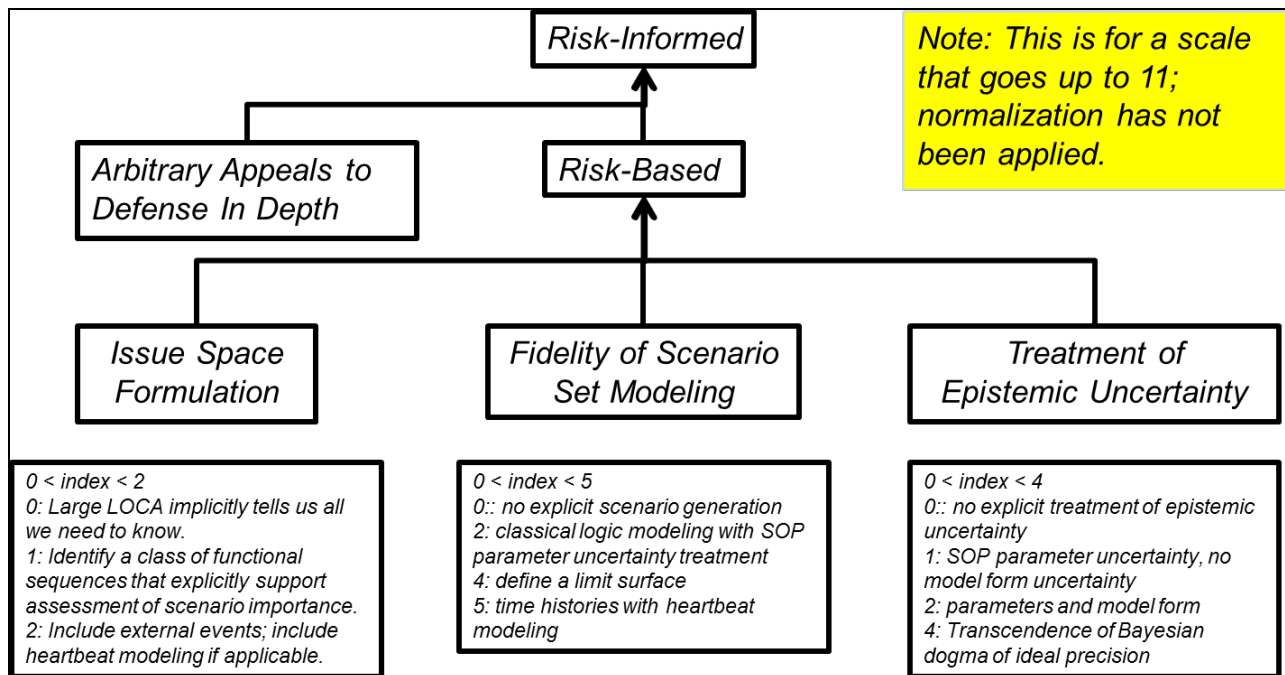 Risk-Informed
Note: This is for a scale
that goes up to 11;
normalization has not
been applied.
Arbitrary Appeals to
Defense In Depth
Risk-Based
Issue Space
Formulation
Fidelity of Scenario
Set Modeling
Treatment of
Epistemic Uncertainty
0 < index < 2
0: Large LOCA implicitly tells us all
we need to know.
1: Identify a class of functional
sequences that explicitly support
assessment of scenario importance.
2: Include external events; include
heartbeat modeling if applicable.
0 < index < 5
0:: no explicit scenario generation
2: classical logic modeling with SOP
parameter uncertainty treatment
4: define a limit surface
5: time histories with heartbeat
modeling
0 < index < 4
0:: no explicit treatment of epistemic
uncertainty
1: SOP parameter uncertainty, no
model form uncertainty
2: parameters and model form
4: Transcendence of Bayesian
dogma of ideal precision